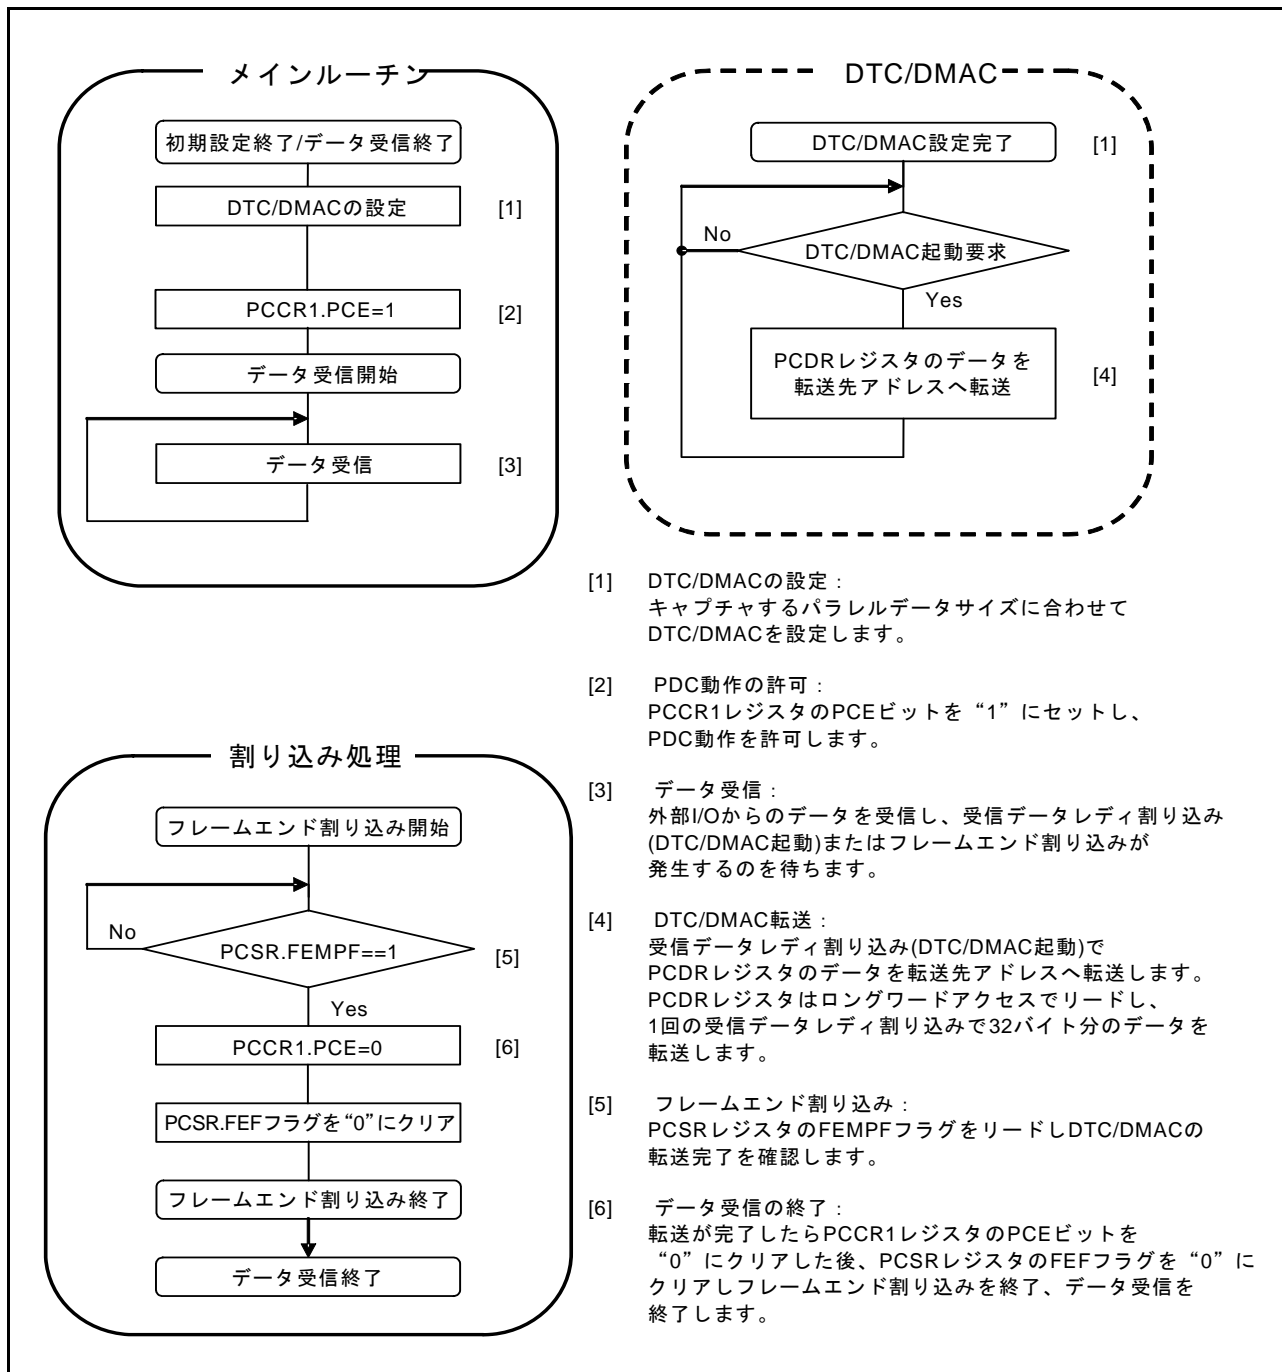 メインルーチン
初期設定終了/データ受信終了
DTC/DMACの設定
[1]
PCCR1.PCE=1
[2]
データ受信開始
データ受信
[3]
DTC/DMAC
DTC/DMAC設定完了
[1]
No
DTC/DMAC起動要求
Yes
PCDRレジスタのデータを
転送先アドレスへ転送
[4]
割り込み処理
フレームエンド割り込み開始
No
PCSR.FEMPF==1
[5]
Yes
PCCR1.PCE=0
[6]
PCSR.FEFフラグを“0”にクリア
フレームエンド割り込み終了
データ受信終了
[1] DTC/DMACの設定：
キャプチャするパラレルデータサイズに合わせて
DTC/DMACを設定します。
[2] PDC動作の許可：
PCCR1レジスタのPCEビットを“1”にセットし、
PDC動作を許可します。
[3] データ受信：
外部I/Oからのデータを受信し、受信データレディ割り込み
(DTC/DMAC起動)またはフレームエンド割り込みが
発生するのを待ちます。
[4] DTC/DMAC転送：
受信データレディ割り込み(DTC/DMAC起動)で
PCDRレジスタのデータを転送先アドレスへ転送します。
PCDRレジスタはロングワードアクセスでリードし、
1回の受信データレディ割り込みで32バイト分のデータを
転送します。
[5] フレームエンド割り込み：
PCSRレジスタのFEMPFフラグをリードしDTC/DMACの
転送完了を確認します。
[6] データ受信の終了：
転送が完了したらPCCR1レジスタのPCEビットを
“0”にクリアした後、PCSRレジスタのFEFフラグを“0”に
クリアしフレームエンド割り込みを終了、データ受信を
終了します。